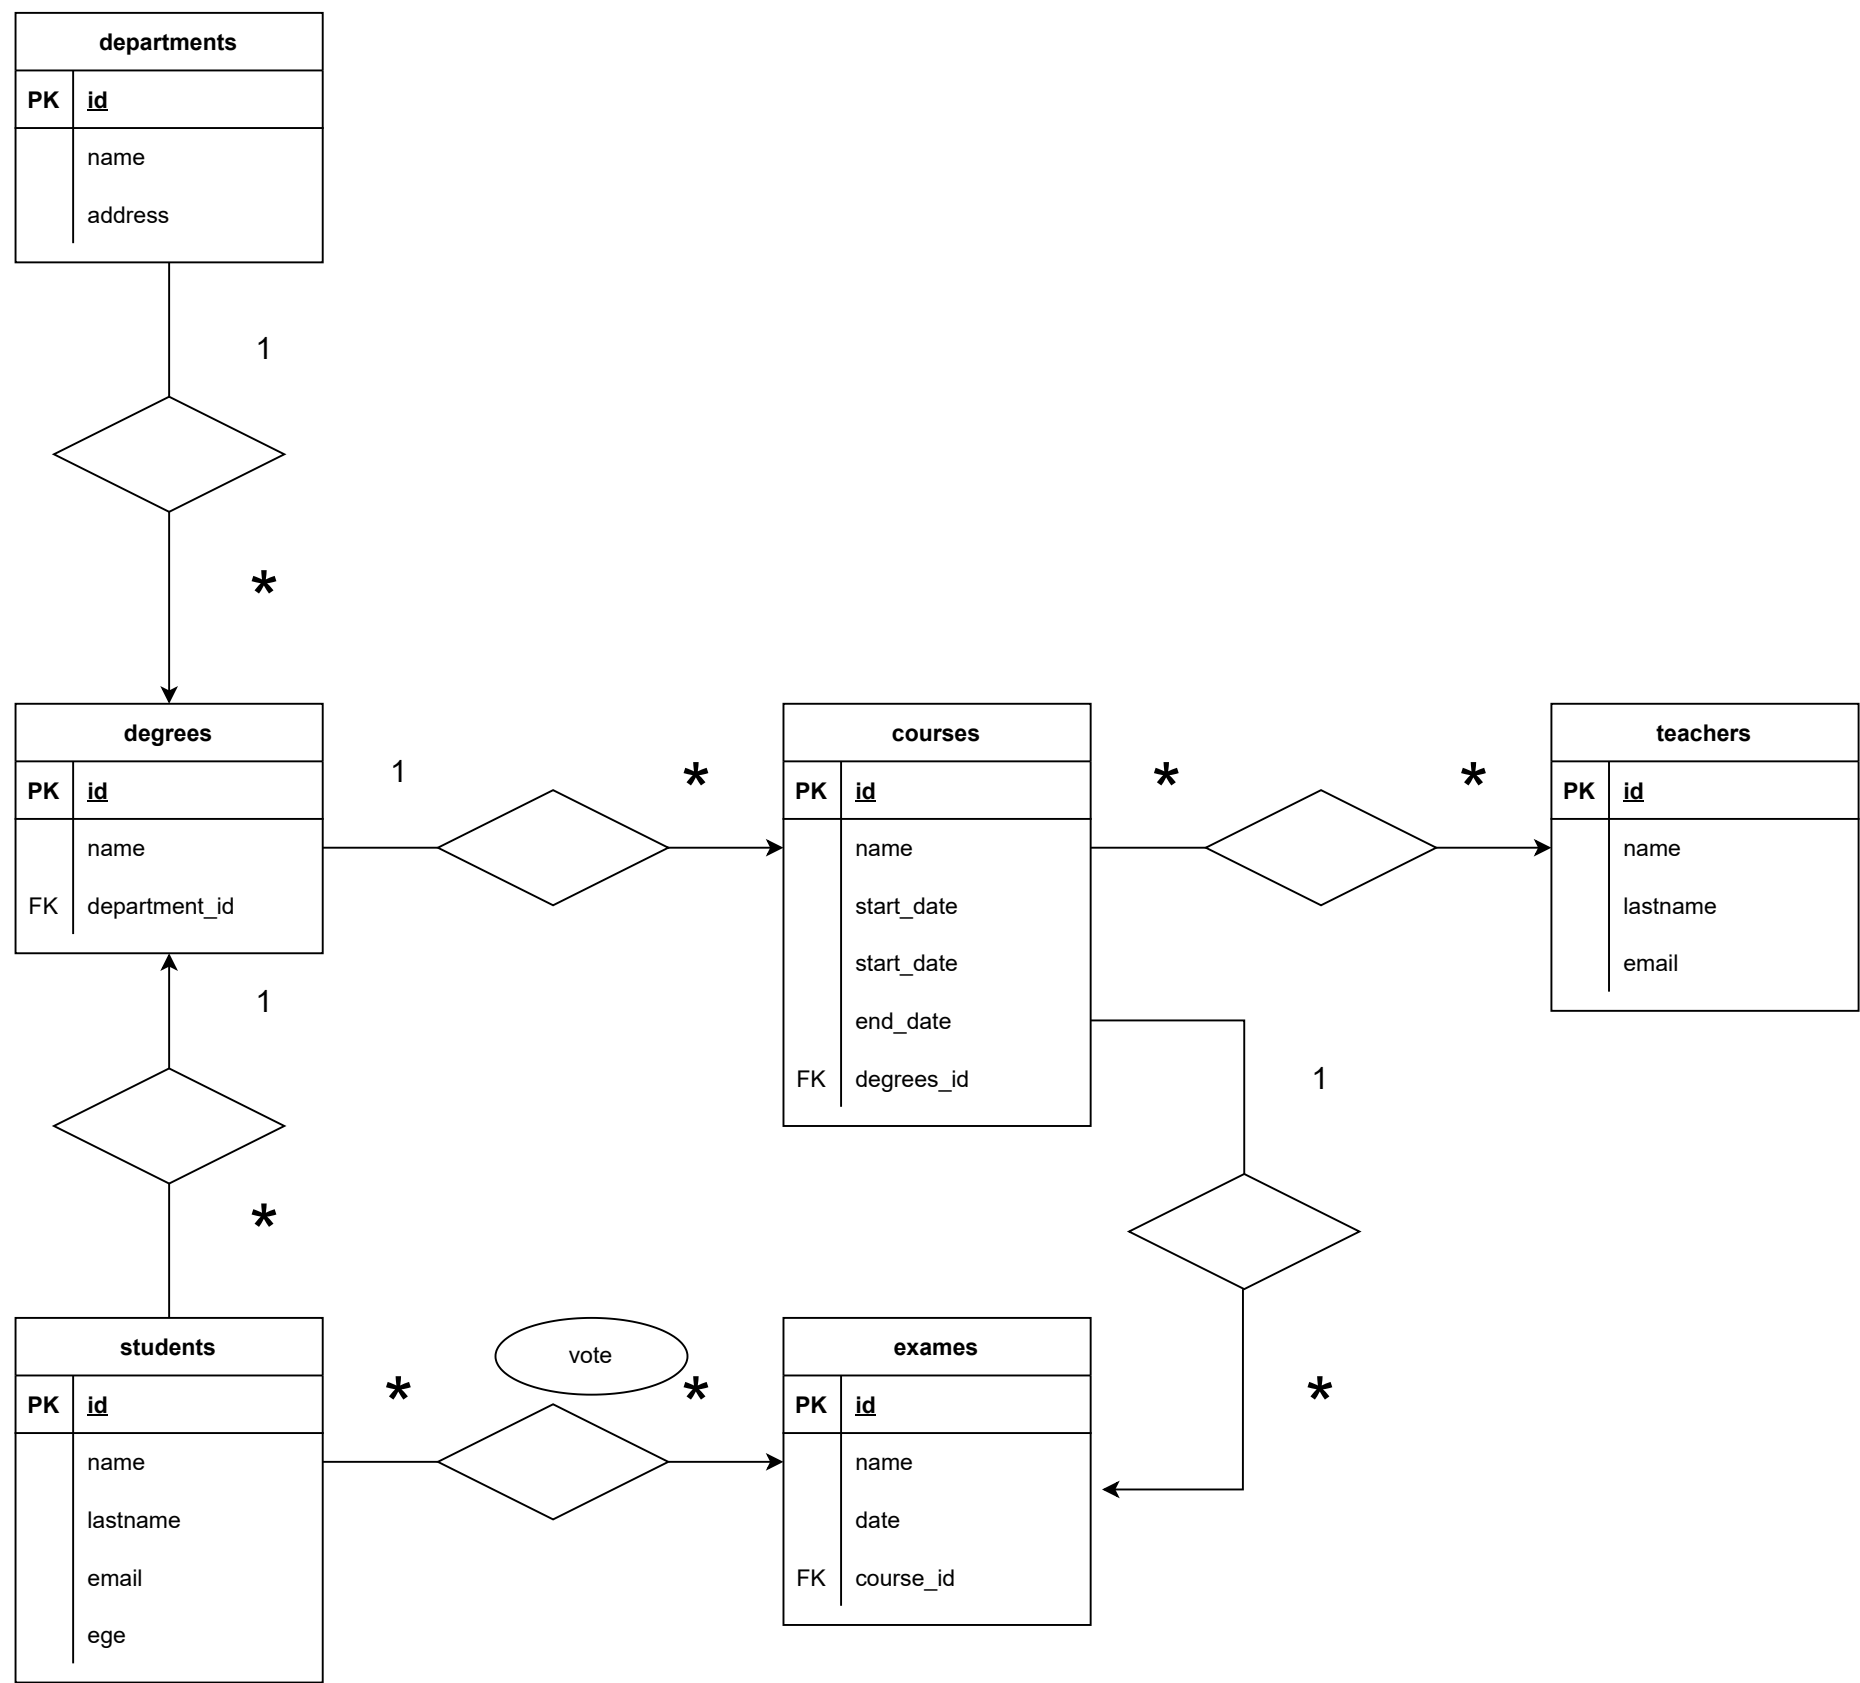 departments
PK id
name
address
1
*
degrees
PK id
name
FK department_id
1
*
courses
PK id
name
start_date
start_date
end_date
FK degrees_id
*
*
teachers
PK id
name
lastname
email
1
*
1
*
students
PK id
name
lastname
email
ege
*
vote
*
exames
PK id
name
date
FK course_id